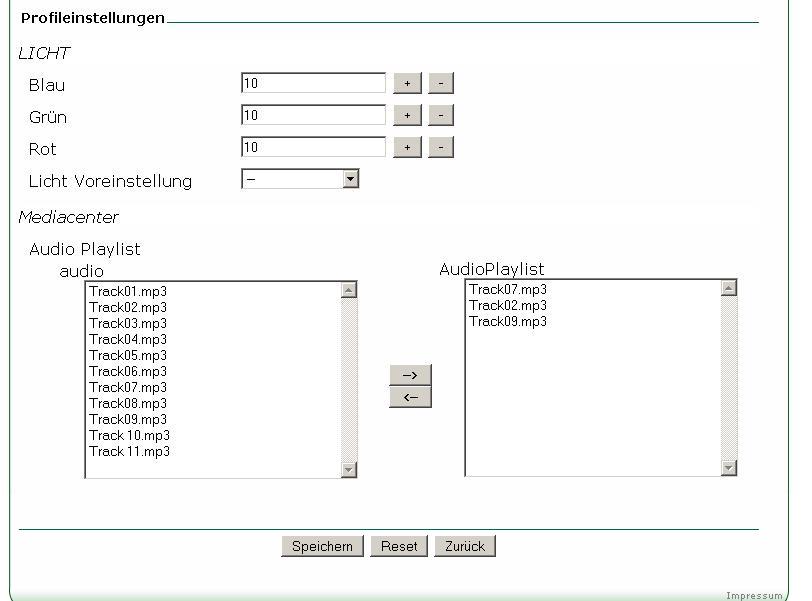 Profileinstellungen
LICHT
Blau 10 + -
Grün 10 + -
Rot 10 + -
Licht Voreinstellung --
Mediacenter
Audio Playlist
audio
Track01.mp3
Track02.mp3
Track03.mp3
Track04.mp3
Track05.mp3
Track06.mp3
Track07.mp3
Track08.mp3
Track09.mp3
Track 10.mp3
Track 11.mp3
-->
<--
AudioPlaylist
Track07.mp3
Track02.mp3
Track09.mp3
Speichern Reset Zurück
Impressum